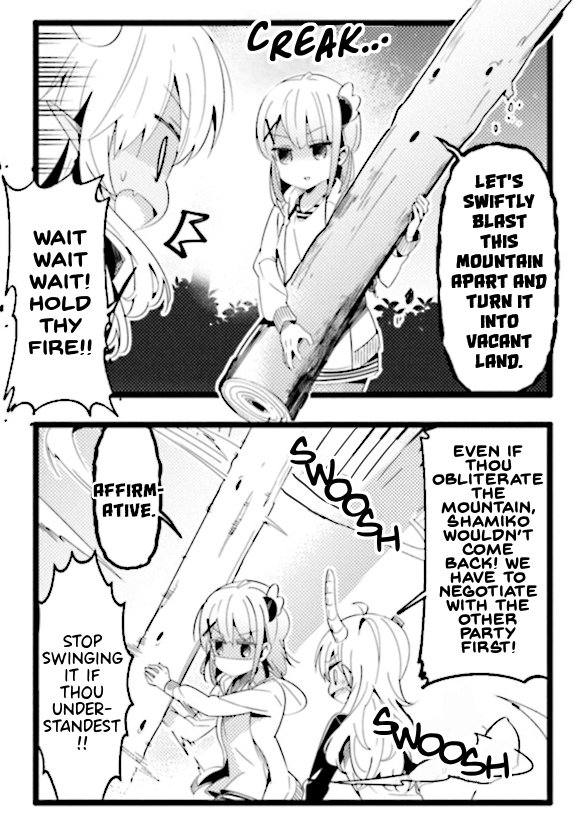 CREAK...
LET'S
SWIFTLY
BLAST
THIS
MOUNTAIN
APART AND
TURN IT
INTO
VACANT
LAND.
WAIT
WAIT
WAIT!
HOLD
THY
FIRE!!
EVEN IF
THOU
OBLITERATE
THE
MOUNTAIN,
SHAMIKO
WOULDN'T
COME
BACK! WE
HAVE TO
NEGOTIATE
WITH THE
OTHER
PARTY
FIRST!
SWOOSH
AFFIRM-
ATIVE.
SWOOSH
STOP
SWINGING
IT IF
THOU
UNDER-
STANDEST
!!